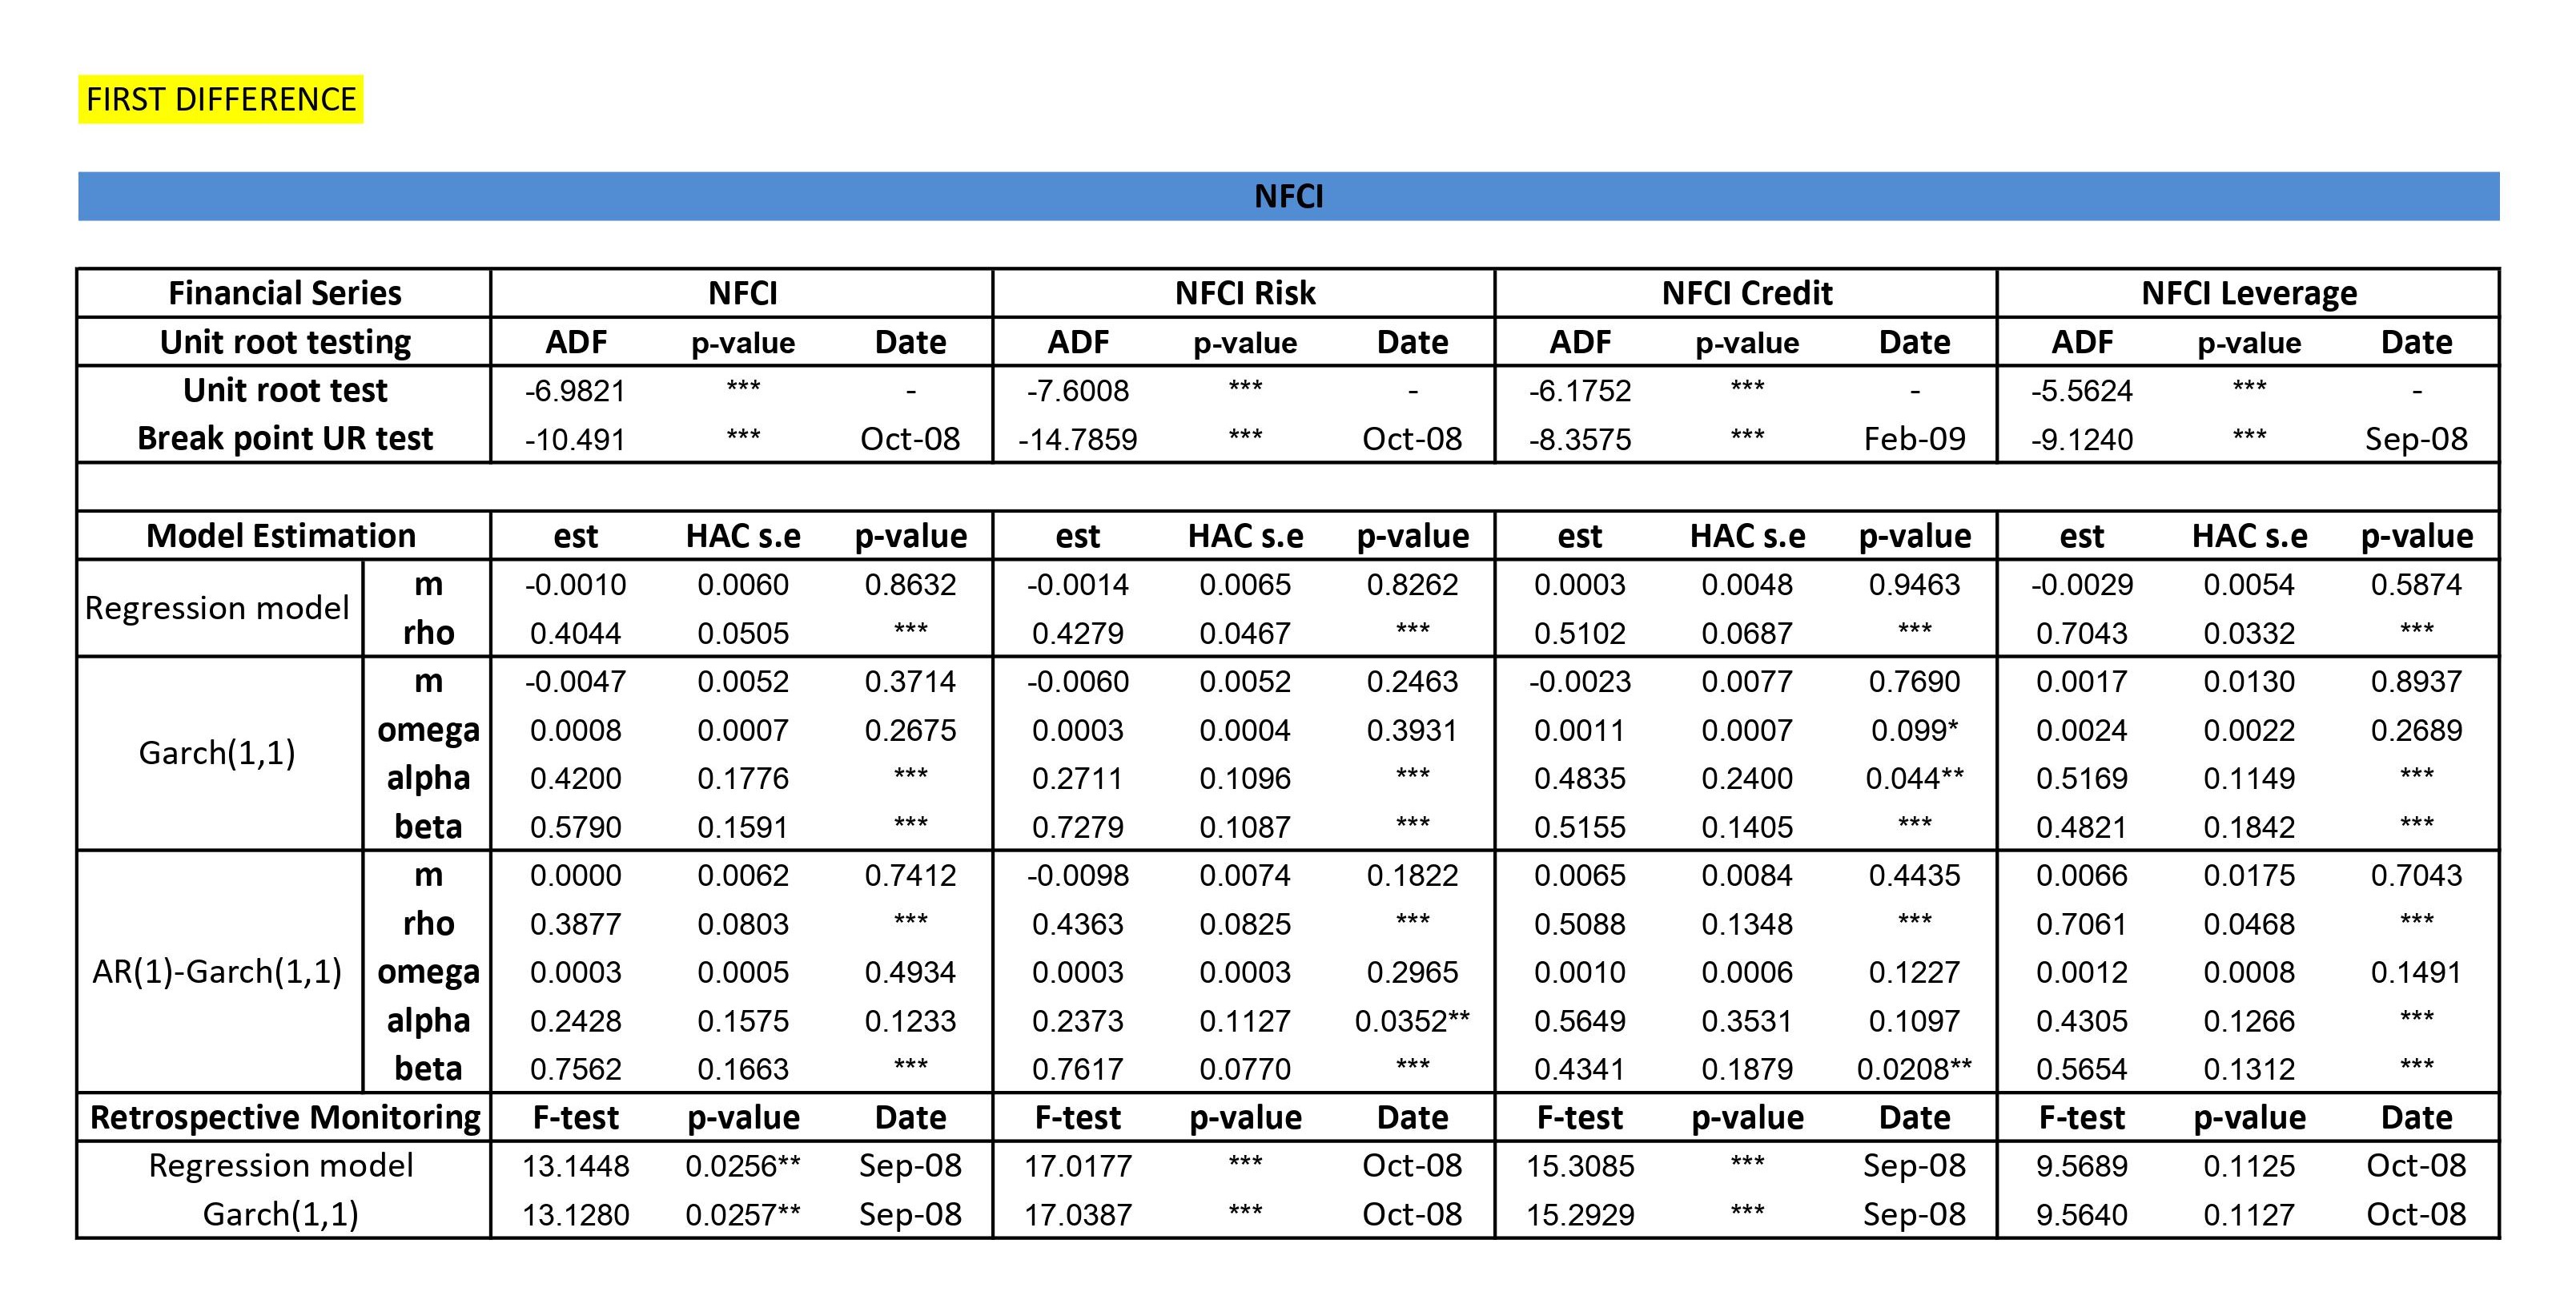 FIRST DIFFERENCE
NFCI
Financial Series NFCI NFCI Risk NFCI Credit NFCI Leverage
Unit root testing ADF p-value Date ADF p-value Date ADF p-value Date ADF p-value Date
Unit root test -6.9821 *** - -7.6008 *** - -6.1752 *** - -5.5624 *** -
Break point UR test -10.491 *** Oct-08 -14.7859 *** Oct-08 -8.3575 *** Feb-09 -9.1240 *** Sep-08
Model Estimation est HAC s.e p-value est HAC s.e p-value est HAC s.e p-value est HAC s.e p-value
Regression model m -0.0010 0.0060 0.8632 -0.0014 0.0065 0.8262 0.0003 0.0048 0.9463 -0.0029 0.0054 0.5874
rho 0.4044 0.0505 *** 0.4279 0.0467 *** 0.5102 0.0687 *** 0.7043 0.0332 ***
Garch(1,1) m -0.0047 0.0052 0.3714 -0.0060 0.0052 0.2463 -0.0023 0.0077 0.7690 0.0017 0.0130 0.8937
omega 0.0008 0.0007 0.2675 0.0003 0.0004 0.3931 0.0011 0.0007 0.099* 0.0024 0.0022 0.2689
alpha 0.4200 0.1776 *** 0.2711 0.1096 *** 0.4835 0.2400 0.044** 0.5169 0.1149 ***
beta 0.5790 0.1591 *** 0.7279 0.1087 *** 0.5155 0.1405 *** 0.4821 0.1842 ***
AR(1)-Garch(1,1) m 0.0000 0.0062 0.7412 -0.0098 0.0074 0.1822 0.0065 0.0084 0.4435 0.0066 0.0175 0.7043
rho 0.3877 0.0803 *** 0.4363 0.0825 *** 0.5088 0.1348 *** 0.7061 0.0468 ***
omega 0.0003 0.0005 0.4934 0.0003 0.0003 0.2965 0.0010 0.0006 0.1227 0.0012 0.0008 0.1491
alpha 0.2428 0.1575 0.1233 0.2373 0.1127 0.0352** 0.5649 0.3531 0.1097 0.4305 0.1266 ***
beta 0.7562 0.1663 *** 0.7617 0.0770 *** 0.4341 0.1879 0.0208** 0.5654 0.1312 ***
Retrospective Monitoring F-test p-value Date F-test p-value Date F-test p-value Date F-test p-value Date
Regression model 13.1448 0.0256** Sep-08 17.0177 *** Oct-08 15.3085 *** Sep-08 9.5689 0.1125 Oct-08
Garch(1,1) 13.1280 0.0257** Sep-08 17.0387 *** Oct-08 15.2929 *** Sep-08 9.5640 0.1127 Oct-08